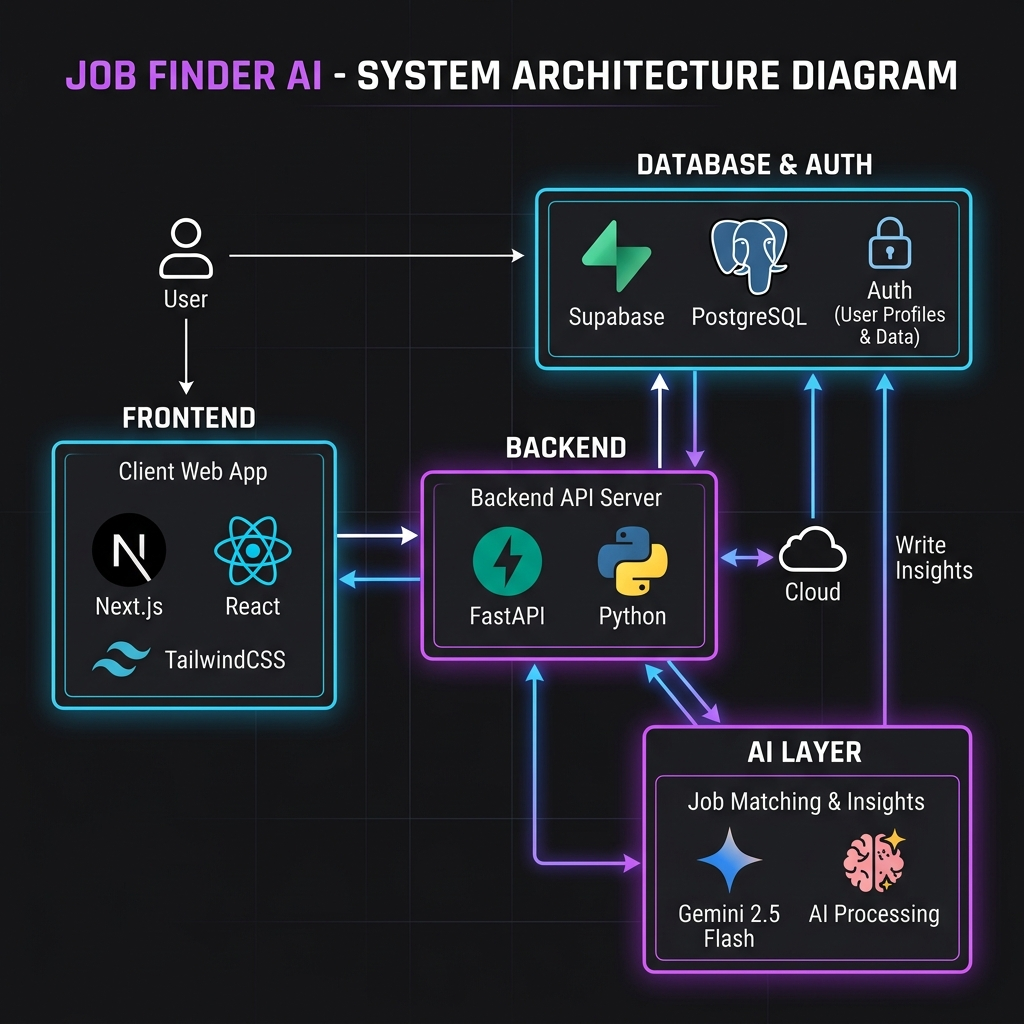 JOB FINDER AI - SYSTEM ARCHITECTURE DIAGRAM
DATABASE & AUTH
Supabase
PostgreSQL
Auth
(User Profiles
& Data)
User
FRONTEND
Client Web App
N
Next.js
React
TailwindCSS
BACKEND
Backend API Server
FastAPI
Python
Cloud
Write
Insights
AI LAYER
Job Matching & Insights
Gemini 2.5
Flash
AI Processing